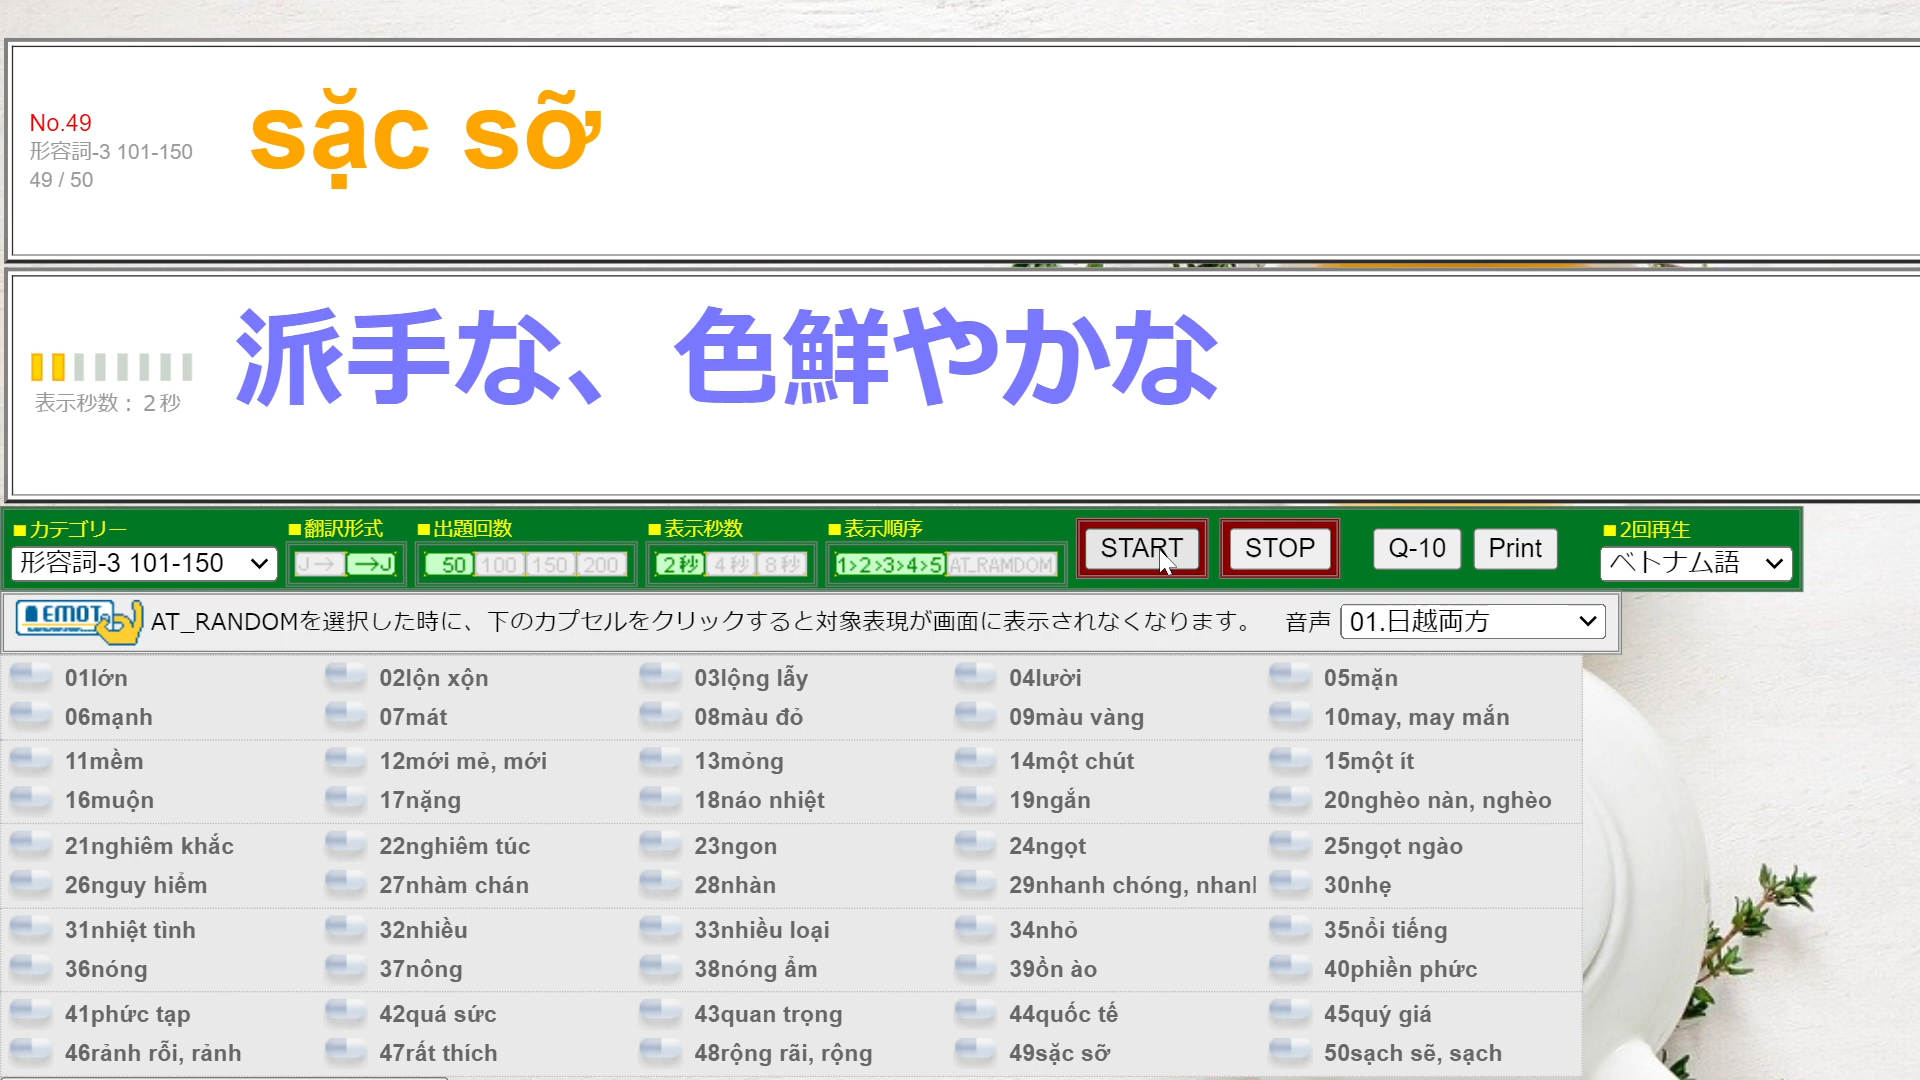 No.49
形容詞-3 101-150
49 / 50
sặc sỡ
派手な、色鮮やかな
表示秒数：２秒
■カテゴリー
形容詞-3 101-150
■翻訳形式
J→ →J
■出題回数
50 100 150 200
■表示秒数
2秒 4秒 8秒
■表示順序
1>2>3>4>5 AT_RAMDOM
START
STOP
Q-10
Print
■2回再生
ベトナム語
EMOT
AT_RANDOMを選択した時に、下のカプセルをクリックすると対象表現が画面に表示されなくなります。
音声
01.日越両方
01lớn 02lộn xộn 03lộng lẫy 04lười 05mặn
06mạnh 07mát 08màu đỏ 09màu vàng 10may, may mắn
11mềm 12mới mẻ, mới 13mỏng 14một chút 15một ít
16muộn 17nặng 18náo nhiệt 19ngắn 20nghèo nàn, nghèo
21nghiêm khắc 22nghiêm túc 23ngon 24ngọt 25ngọt ngào
26nguy hiểm 27nhàm chán 28nhàn 29nhanh chóng, nhanh 30nhẹ
31nhiệt tình 32nhiều 33nhiều loại 34nhỏ 35nổi tiếng
36nóng 37nông 38nóng ẩm 39ồn ào 40phiền phức
41phức tạp 42quá sức 43quan trọng 44quốc tế 45quý giá
46rảnh rỗi, rảnh 47rất thích 48rộng rãi, rộng 49sặc sỡ 50sạch sẽ, sạch